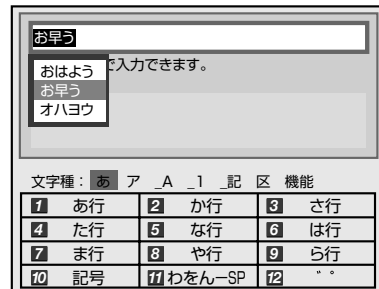 お早う
で入力できます。
おはよう
お早う
オハヨウ
文字種： あ ア _A _1 _記 区 機能
1 あ行 2 か行 3 さ行
4 た行 5 な行 6 は行
7 ま行 8 や行 9 ら行
10 記号 11 わをんーSP 12 ゛゜